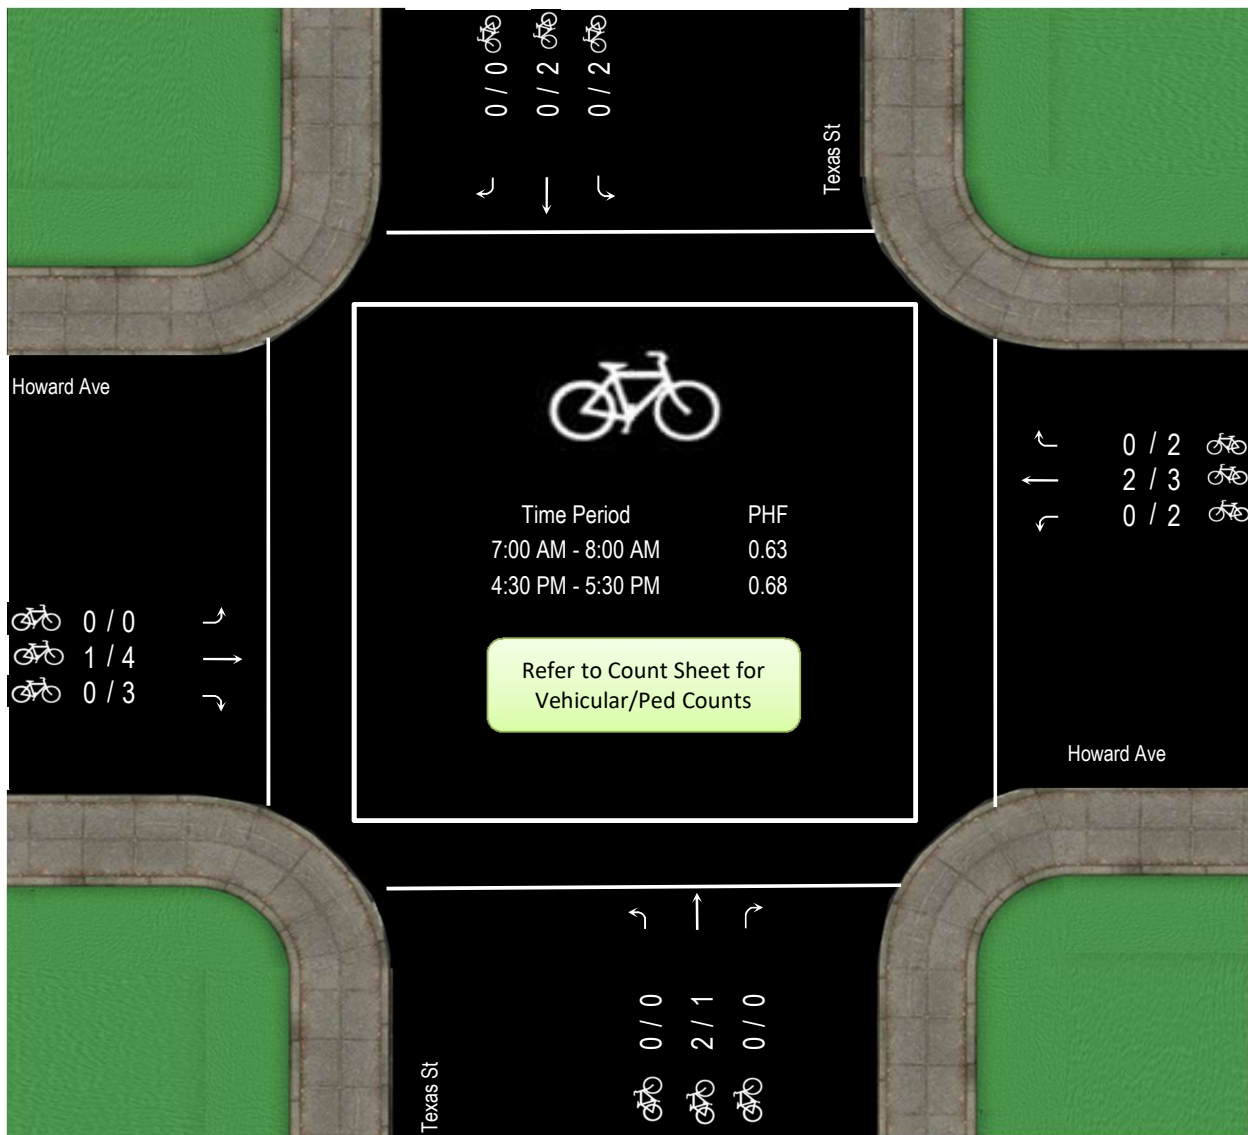 0 / 0
0 / 2
0 / 2
Texas St
Howard Ave
0 / 2
2 / 3
0 / 2
Time Period PHF
7:00 AM - 8:00 AM 0.63
4:30 PM - 5:30 PM 0.68
0 / 0
1 / 4
0 / 3
Refer to Count Sheet for
Vehicular/Ped Counts
Howard Ave
0 / 0
2 / 1
0 / 0
Texas St